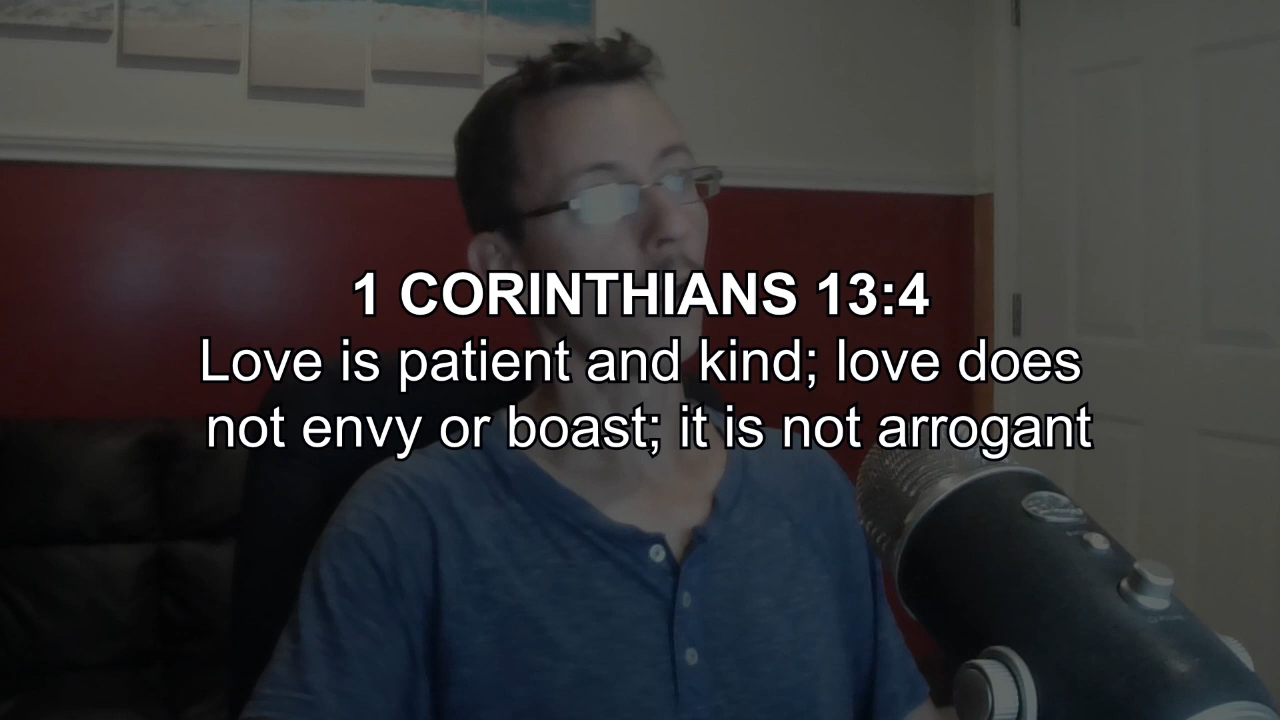 1 CORINTHIANS 13:4
Love is patient and kind; love does
not envy or boast; it is not arrogant